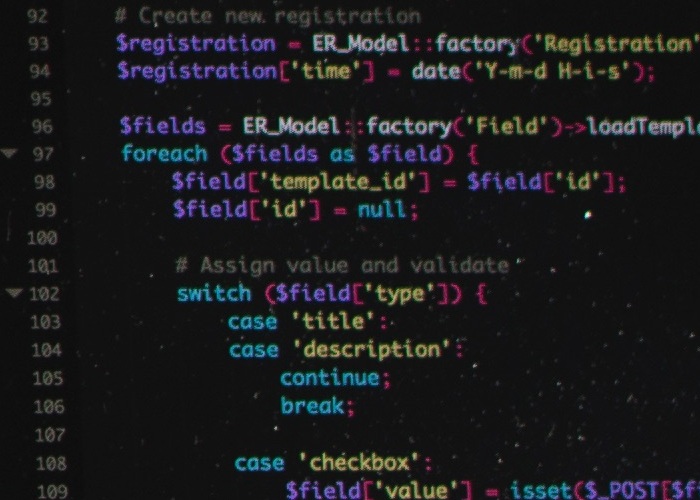 92 # Create new registration
93 $registration = ER_Model::factory('Registration'
94 $registration['time'] = date('Y-m-d H-i-s');
95
96 $fields = ER_Model::factory('Field')->loadTempl
97 foreach ($fields as $field) {
98 $field['template_id'] = $field['id'];
99 $field['id'] = null;
100
101 # Assign value and validate
102 switch ($field['type']) {
103 case 'title':
104 case 'description':
105 continue;
106 break;
107
108 case 'checkbox':
109 $field['value'] = isset($_POST[$f